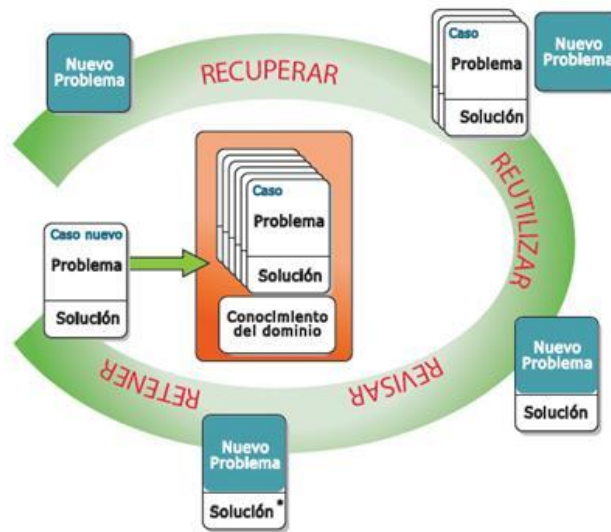 Nuevo
Problema
RECUPERAR
Caso
Problema
Solución
Nuevo
Problema
REUTILIZAR
Nuevo
Problema
Solución
REVISAR
Nuevo
Problema
Solución *
RETENER
Caso nuevo
Problema
Solución
Caso
Problema
Solución
Conocimiento
del dominio